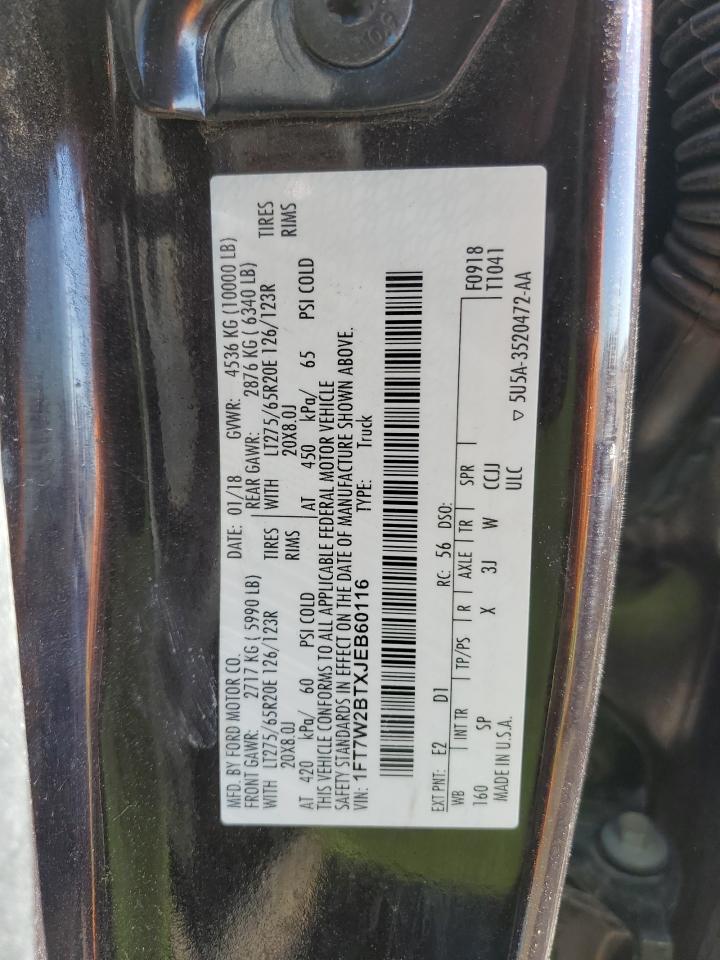 MFD. BY FORD MOTOR CO. DATE: 01/18 GVWR: 4536 KG (10000 LB)
FRONT GAWR: 2717 KG ( 5990 LB) REAR GAWR: 2876 KG ( 6340 LB)
WITH LT275/65R20E 126/123R TIRES WITH LT275/65R20E 126/123R TIRES
20X8.0J RIMS 20X8.0J RIMS
AT 420 kPa/ 60 PSI COLD AT 450 kPa/ 65 PSI COLD
THIS VEHICLE CONFORMS TO ALL APPLICABLE FEDERAL MOTOR VEHICLE
SAFETY STANDARDS IN EFFECT ON THE DATE OF MANUFACTURE SHOWN ABOVE.
VIN: 1FT7W2BTXJEB60116 TYPE: Truck
EXT PNT: E2 D1 RC: 56 DSO:
WB INT TR TP/PS R AXLE TR SPR F0918
160 SP X 3J W CCJJ T1041
MADE IN U.S.A. ULC ▽ 5U5A-3520472-AA